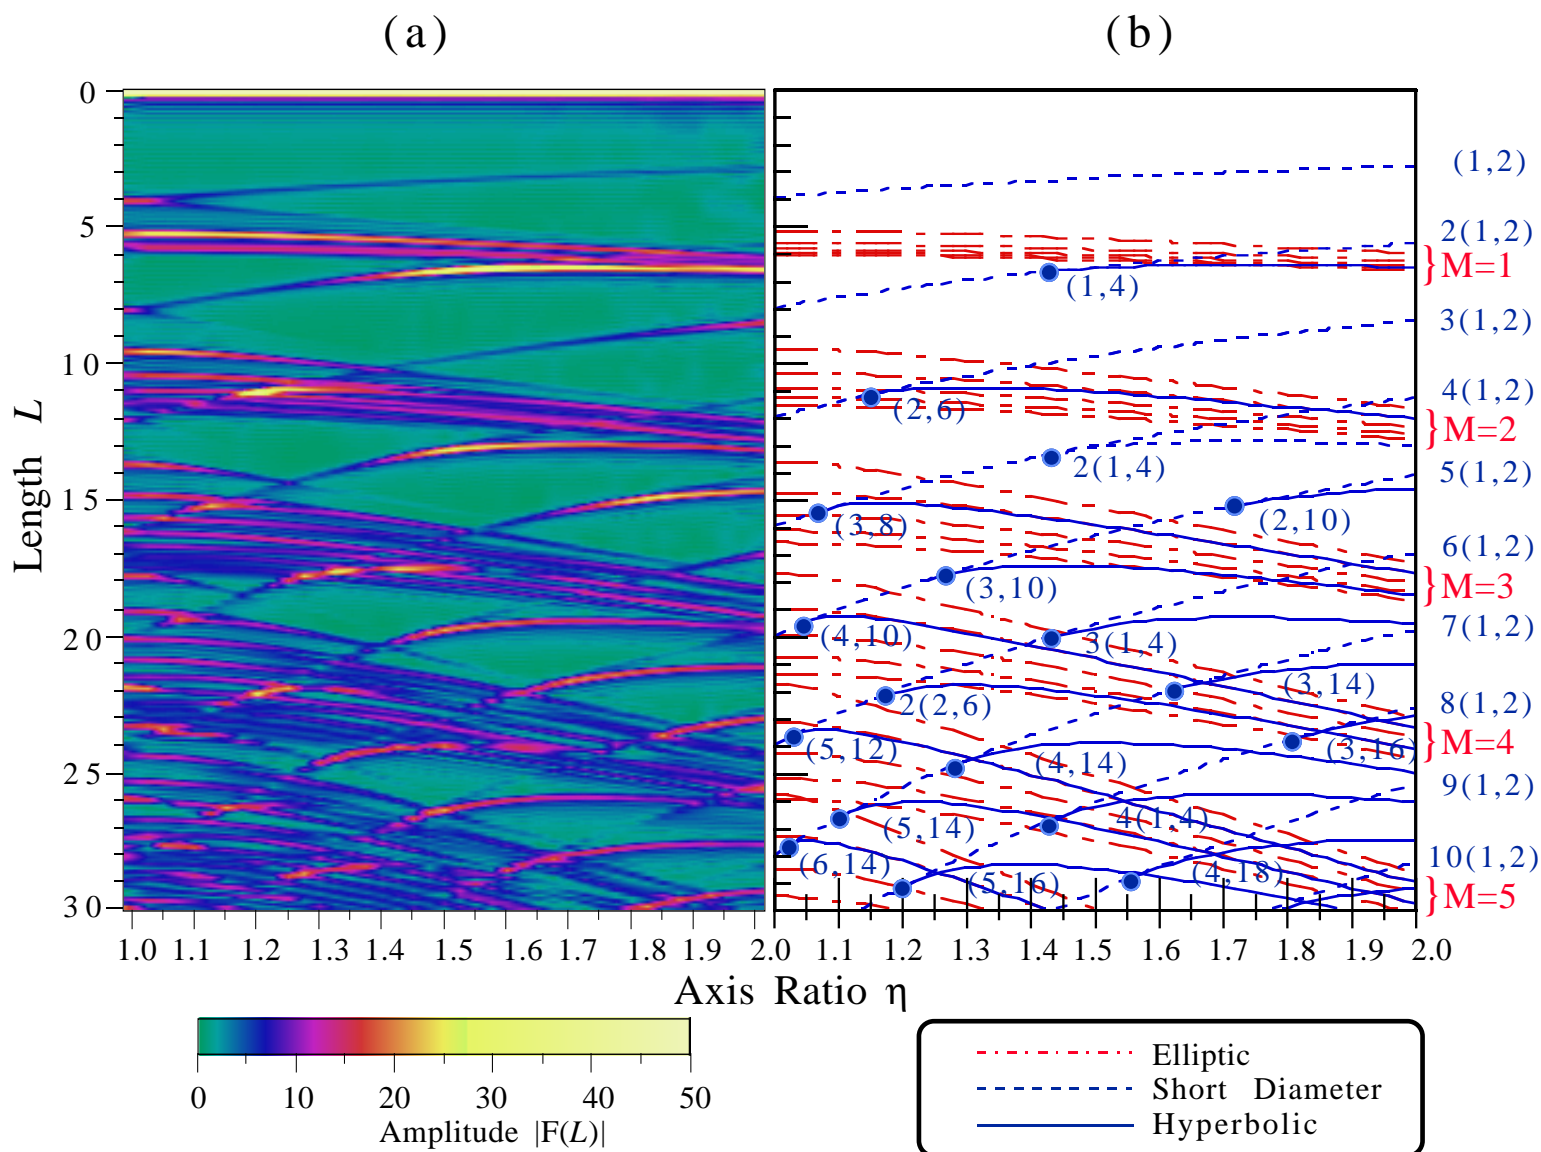 (a)
(b)
Length L
0
5
10
15
20
25
30
1.0 1.1 1.2 1.3 1.4 1.5 1.6 1.7 1.8 1.9 2.0
1.0 1.1 1.2 1.3 1.4 1.5 1.6 1.7 1.8 1.9 2.0
Axis Ratio η
(1,2)
2(1,2)
M=1
(1,4)
3(1,2)
4(1,2)
(2,6)
M=2
2(1,4)
5(1,2)
(3,8)
(2,10)
6(1,2)
(3,10)
M=3
7(1,2)
(4,10)
3(1,4)
(3,14)
2(2,6)
8(1,2)
(5,12)
(3,16)
M=4
(4,14)
9(1,2)
(5,14)
4(1,4)
(6,14)
(5,16)
(4,18)
10(1,2)
M=5
0 10 20 30 40 50
Amplitude |F(L)|
Elliptic
Short Diameter
Hyperbolic